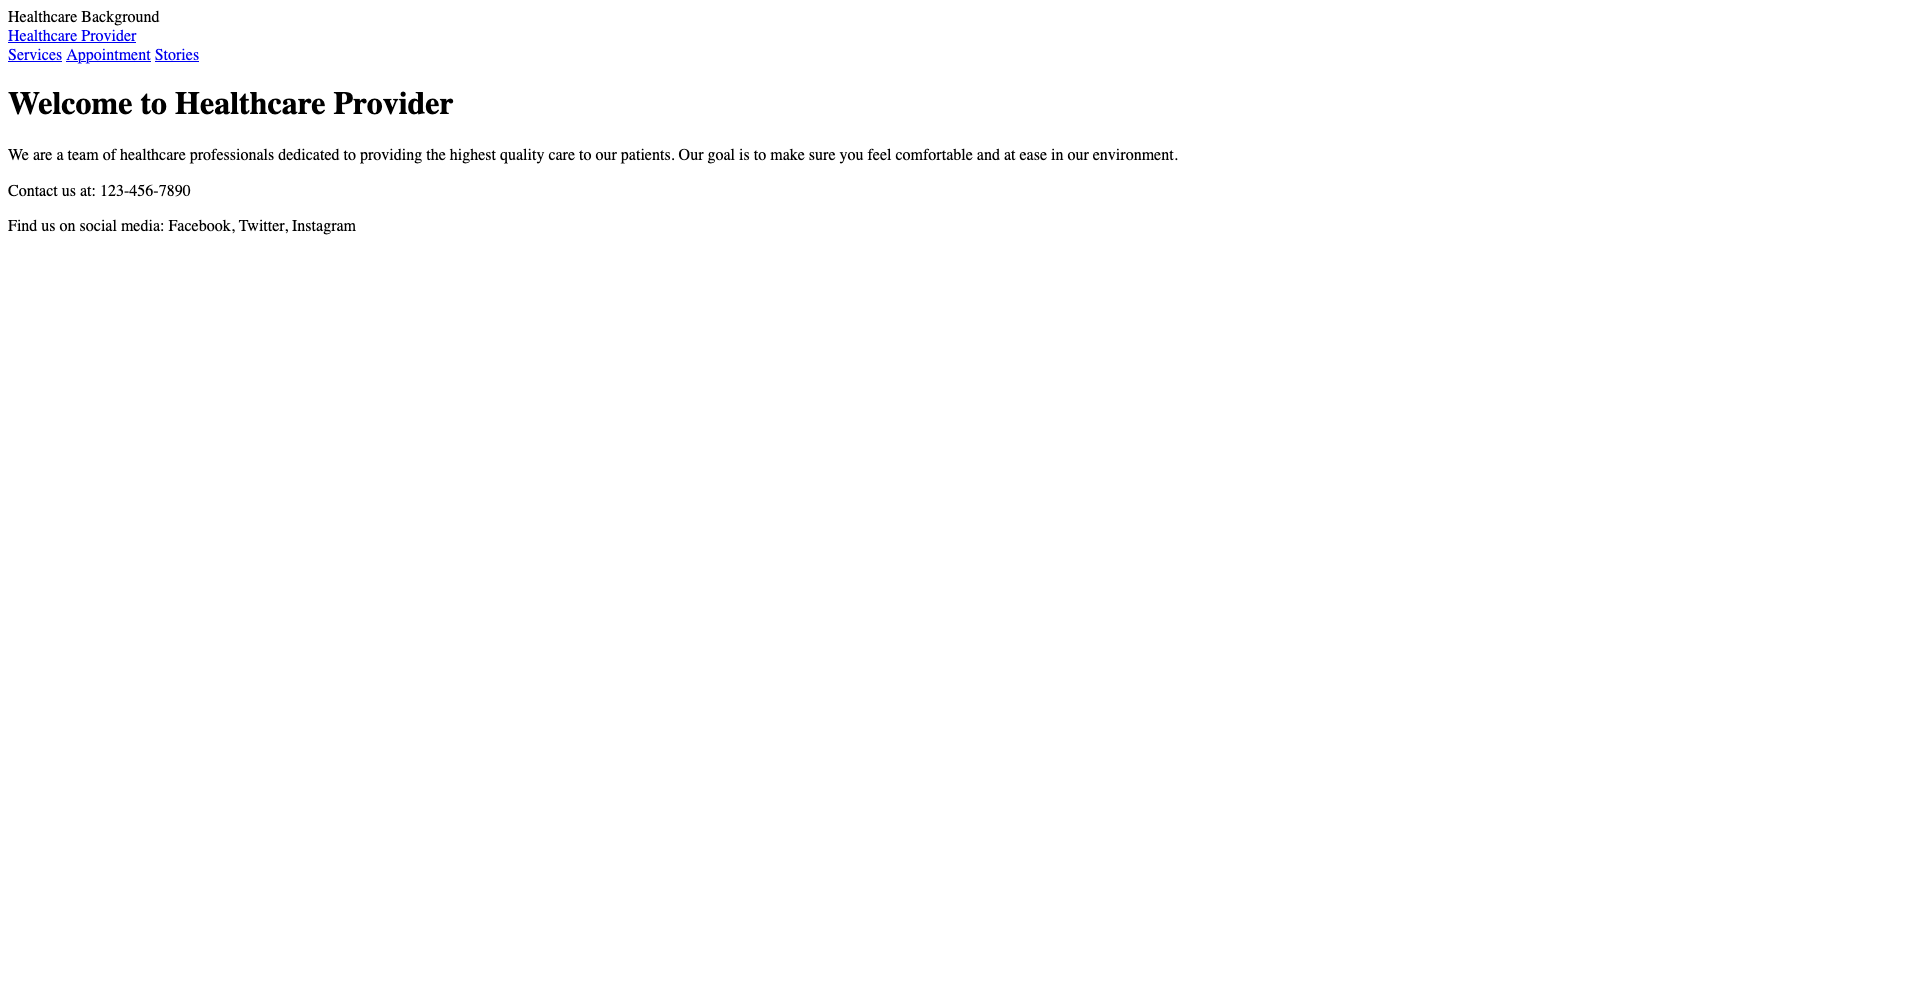 Healthcare Background
Healthcare Provider
Services Appointment Stories
Welcome to Healthcare Provider
We are a team of healthcare professionals dedicated to providing the highest quality care to our patients. Our goal is to make sure you feel comfortable and at ease in our environment.
Contact us at: 123-456-7890
Find us on social media: Facebook, Twitter, Instagram